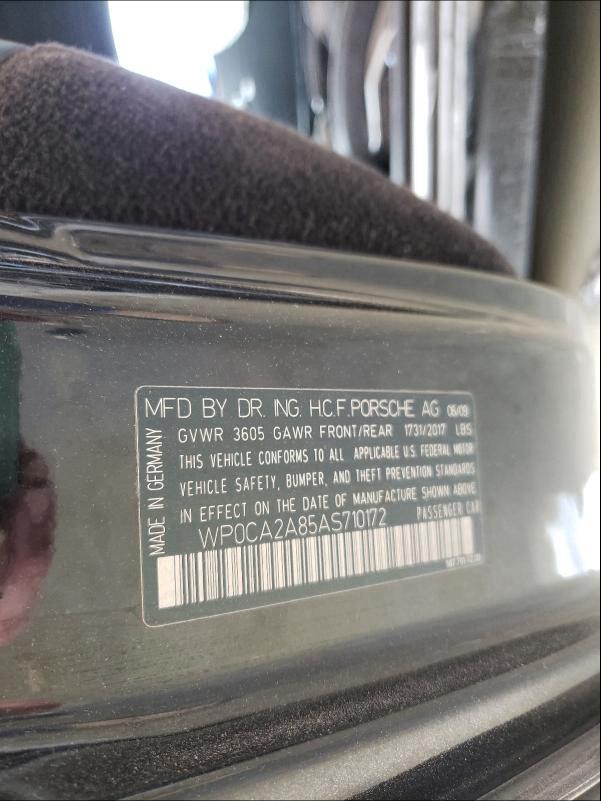 MFD BY DR. ING. H.C.F. PORSCHE AG 08/09
GVWR 3605 GAWR FRONT/REAR 1731/2017 LBS
THIS VEHICLE CONFORMS TO ALL APPLICABLE U.S. FEDERAL MOTOR
VEHICLE SAFETY, BUMPER, AND THEFT PREVENTION STANDARDS
IN EFFECT ON THE DATE OF MANUFACTURE SHOWN ABOVE
WP0CA2A85AS710172 PASSENGER CAR
MADE IN GERMANY